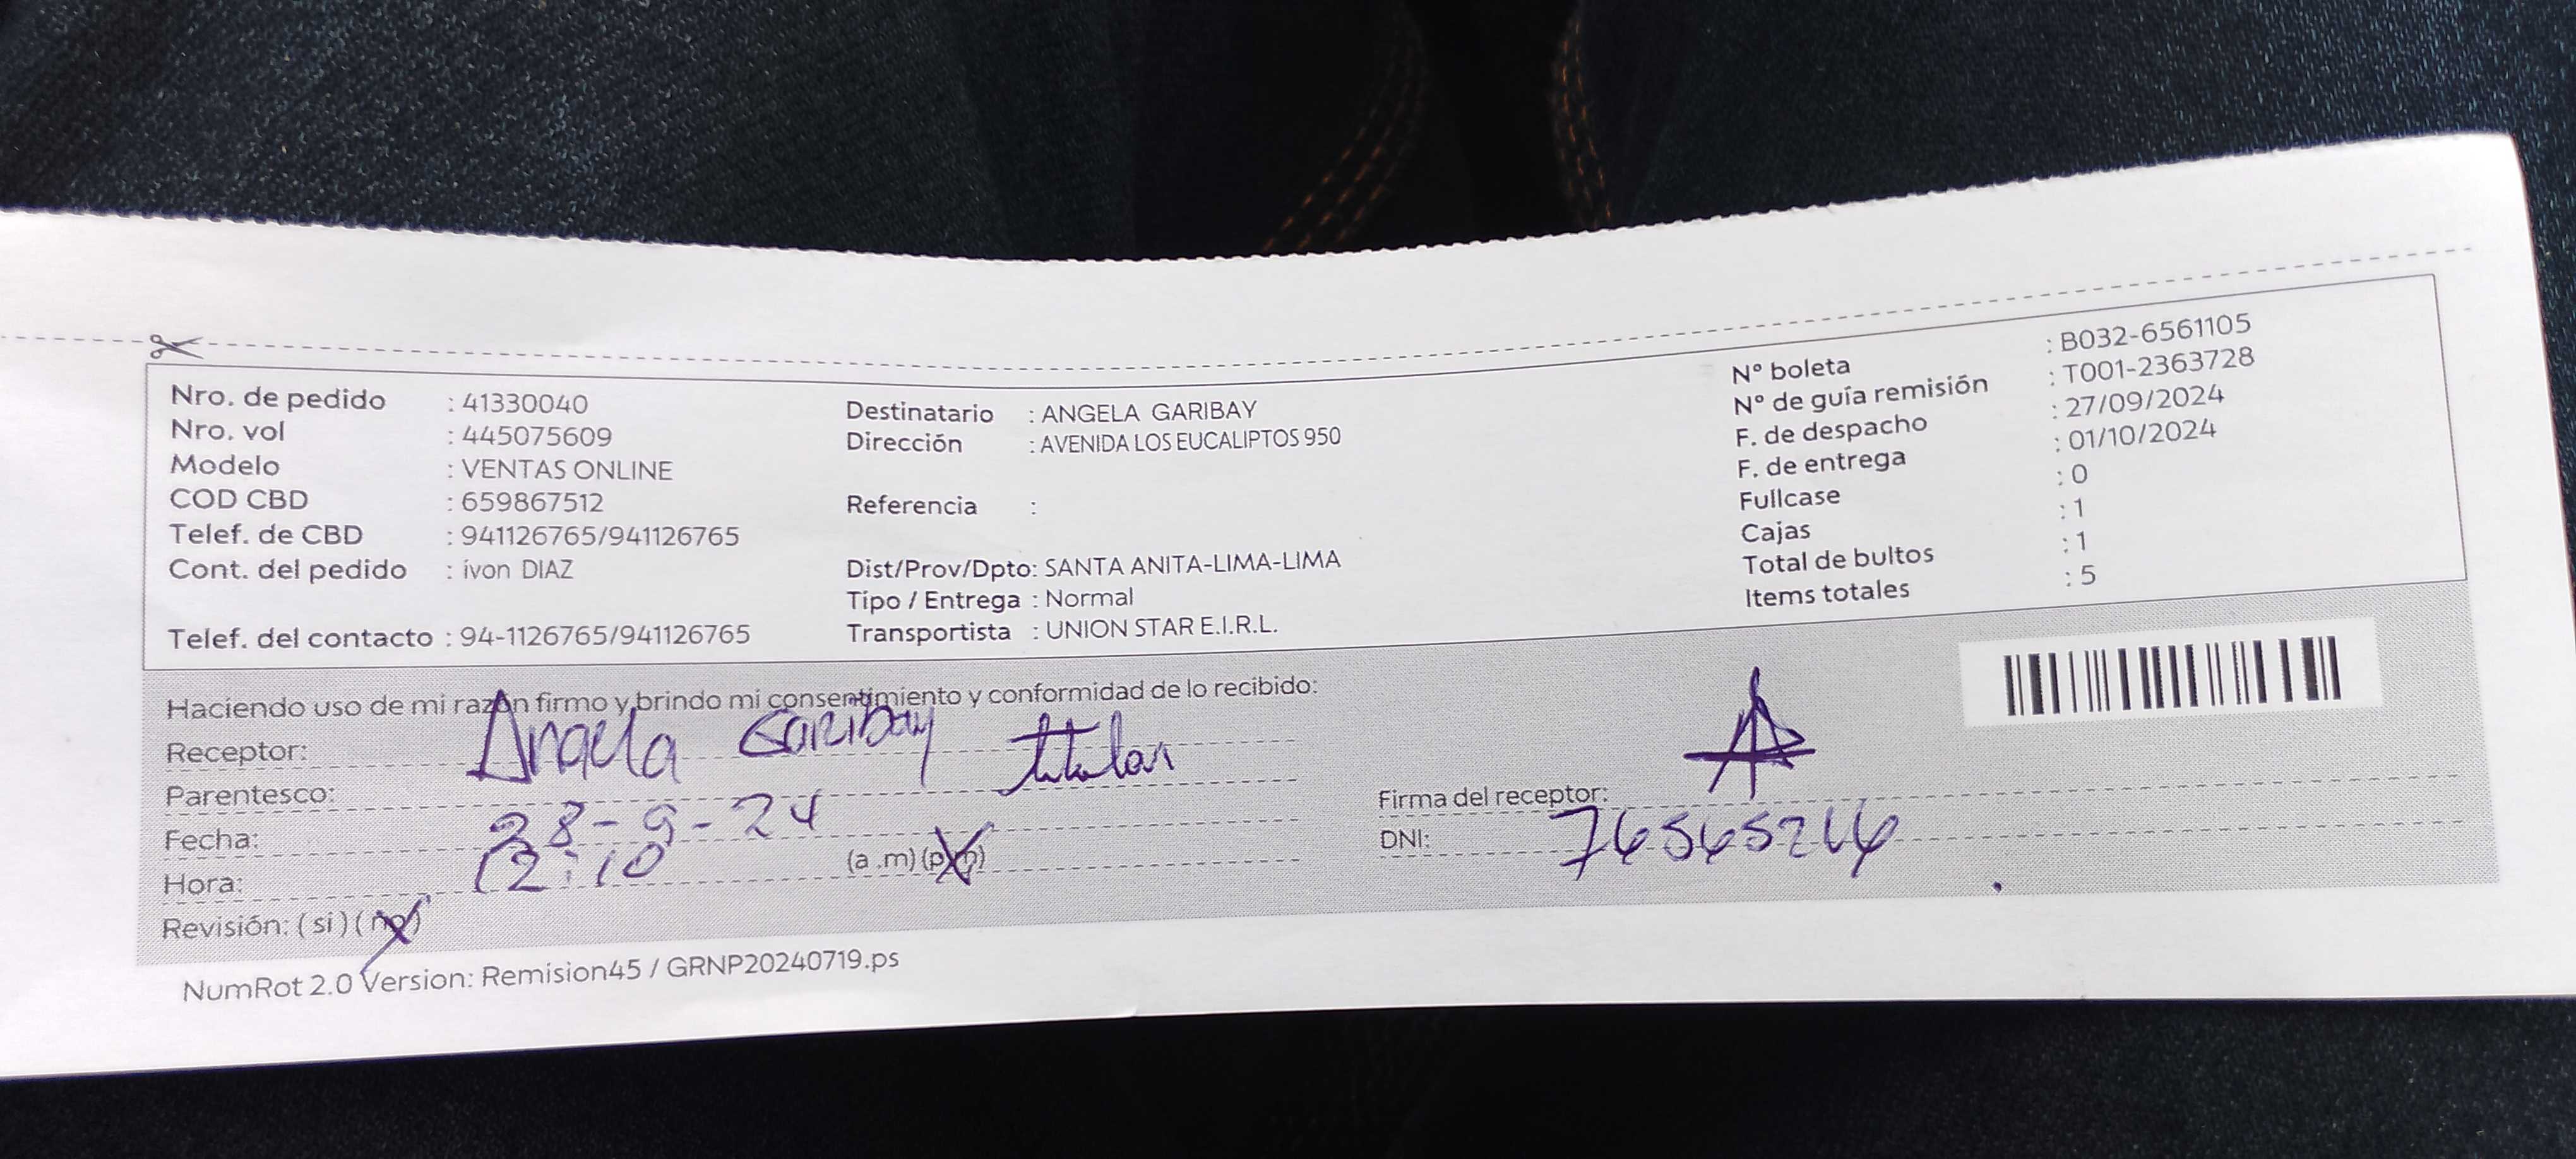 Nro. de pedido : 41330040
Nro. vol : 445075609
Modelo : VENTAS ONLINE
COD CBD : 659867512
Telef. de CBD : 941126765/941126765
Cont. del pedido : ivon DIAZ
Telef. del contacto : 94-1126765/941126765
Destinatario : ANGELA GARIBAY
Dirección : AVENIDA LOS EUCALIPTOS 950
Referencia :
Dist/Prov/Dpto: SANTA ANITA-LIMA-LIMA
Tipo / Entrega : Normal
Transportista : UNION STAR E.I.R.L.
N° boleta : B032-6561105
N° de guía remisión : T001-2363728
F. de despacho : 27/09/2024
F. de entrega : 01/10/2024
Fullcase : 0
Cajas : 1
Total de bultos : 1
Items totales : 5
Haciendo uso de mi razón firmo y brindo mi consentimiento y conformidad de lo recibido:
Receptor: Angela Garibay titular
Parentesco:
Fecha: 28-9-24
Hora: 12:10 (a .m) (p.m)
Revisión: ( si ) ( no )
Firma del receptor:
DNI:
NumRot 2.0 Version: Remision45 / GRNP20240719.ps